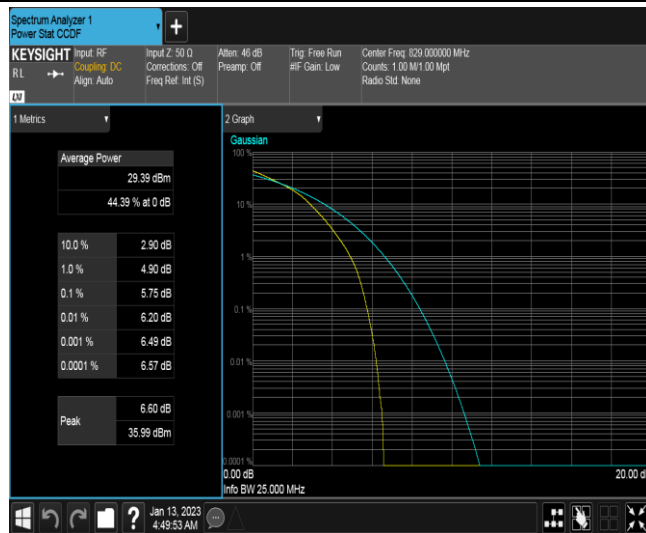 Spectrum Analyzer 1
Power Stat CCDF
+
KEYSIGHT
RL
Input: RF
Coupling: DC
Align: Auto
Input Z: 50 Ω
Corrections: Off
Freq Ref: Int (S)
Atten: 46 dB
Preamp: Off
Trig: Free Run
#IF Gain: Low
Center Freq: 829.000000 MHz
Counts: 1.00 M/1.00 Mpt
Radio Std: None
1 Metrics
Average Power
29.39 dBm
44.39 % at 0 dB
10.0 % 2.90 dB
1.0 % 4.90 dB
0.1 % 5.75 dB
0.01 % 6.20 dB
0.001 % 6.49 dB
0.0001 % 6.57 dB
Peak
6.60 dB
35.99 dBm
2 Graph
Gaussian
100 %
10 %
1 %
0.1 %
0.01 %
0.001 %
0.0001 %
0.00 dB
20.00 d
Info BW 25.000 MHz
?
Jan 13, 2023
4:49:53 AM